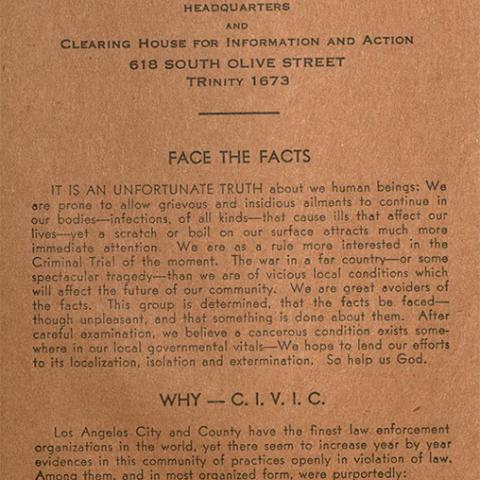 HEADQUARTERS
AND
CLEARING HOUSE FOR INFORMATION AND ACTION
618 SOUTH OLIVE STREET
TRinity 1673
FACE THE FACTS
IT IS AN UNFORTUNATE TRUTH about we human beings: We
are prone to allow grievous and insidious ailments to continue in
our bodies—infections, of all kinds—that cause ills that affect our
lives—yet a scratch or boil on our surface attracts much more
immediate attention. We are as a rule more interested in the
Criminal Trial of the moment. The war in a far country—or some
spectacular tragedy—than we are of vicious local conditions which
will affect the future of our community. We are great avoiders of
the facts. This group is determined, that the facts be faced—
though unpleasant, and that something is done about them. After
careful examination, we believe a cancerous condition exists some-
where in our local governmental vitals—We hope to lend our efforts
to its localization, isolation and extermination. So help us God.
WHY — C. I. V. I. C.
Los Angeles City and County have the finest law enforcement
organizations in the world, yet there seem to increase year by year
evidences in this community of practices openly in violation of law.
Among them, and in most organized form, were purportedly: